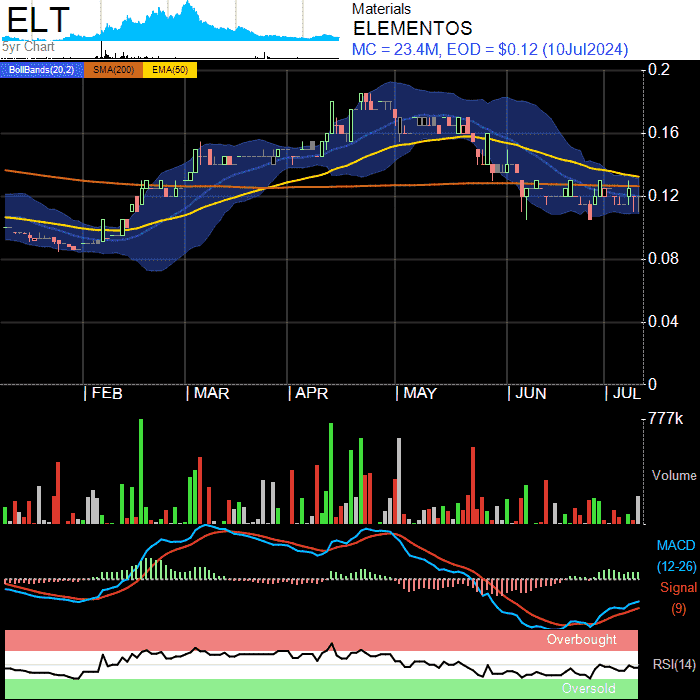 ELT
5yr Chart
Materials
ELEMENTOS
MC = 23.4M, EOD = $0.12 (10Jul2024)
BollBands(20,2) SMA(200) EMA(50)
0.2
0.16
0.12
0.08
0.04
0
FEB MAR APR MAY JUN JUL
777k
Volume
MACD
(12-26)
Signal
(9)
Overbought
RSI(14)
Oversold